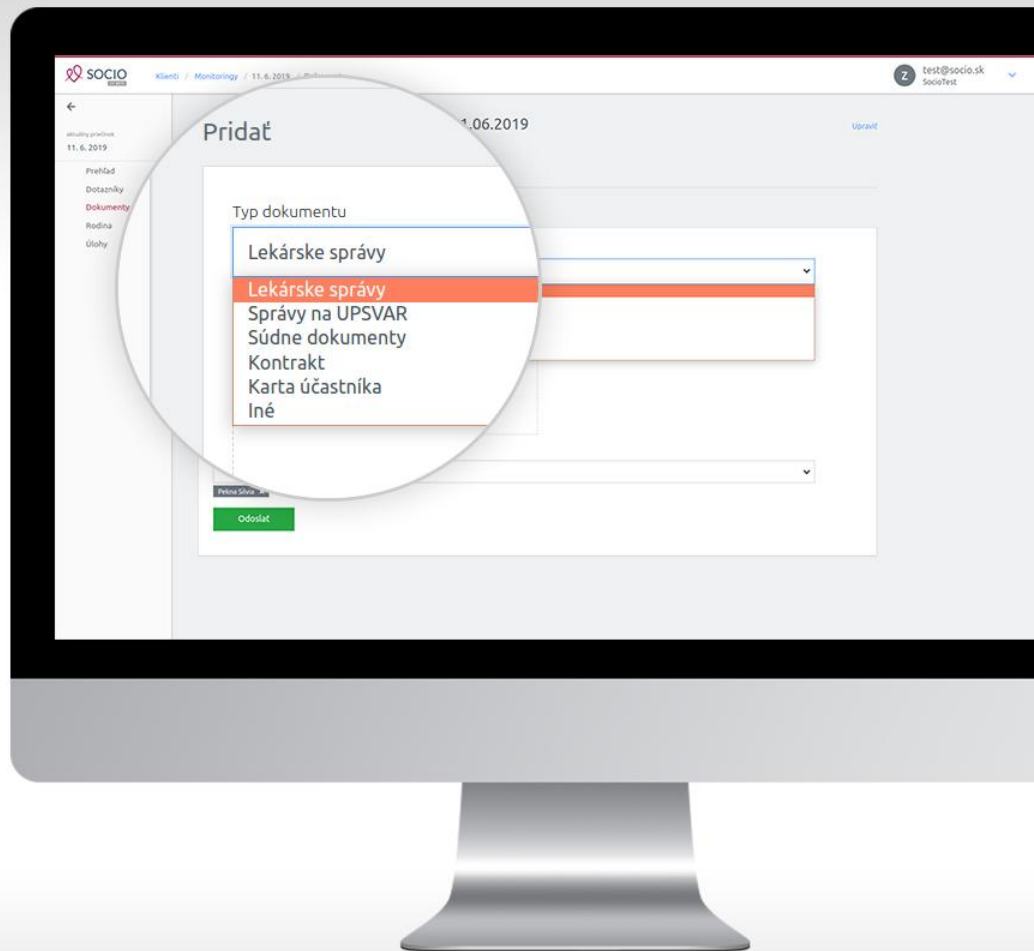 SOCIO
Klienti / Monitoringy / 11. 6. 2019 /
Z
test@socio.sk
SocioTest
aktuálny priečinok
11. 6. 2019
Prehľad
Dotazníky
Dokumenty
Rodina
Úlohy
Pridať
1.06.2019
Upraviť
Typ dokumentu
Lekárske správy
Lekárske správy
Správy na UPSVAR
Súdne dokumenty
Kontrakt
Karta účastníka
Iné
Pekna Silvia
Odoslať